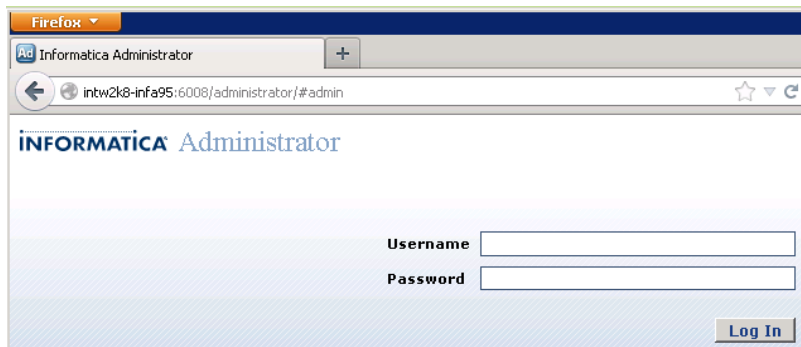 Firefox
Ad Informatica Administrator
intw2k8-infa95:6008/administrator/#admin
INFORMATICA Administrator
Username
Password
Log In